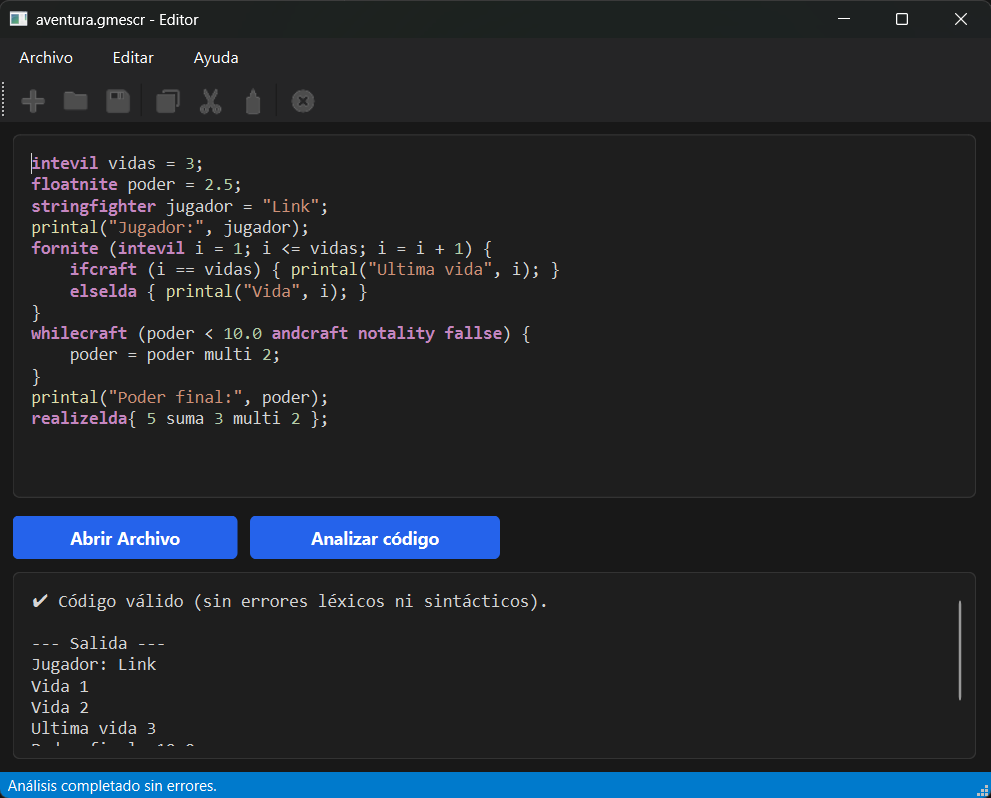 aventura.gmescr - Editor
Archivo Editar Ayuda
intevil vidas = 3;
floatnite poder = 2.5;
stringfighter jugador = "Link";
printal("Jugador:", jugador);
fornite (intevil i = 1; i <= vidas; i = i + 1) {
    ifcraft (i == vidas) { printal("Ultima vida", i); }
    elselda { printal("Vida", i); }
}
whilecraft (poder < 10.0 andcraft notality fallse) {
    poder = poder multi 2;
}
printal("Poder final:", poder);
realizelda{ 5 suma 3 multi 2 };
Abrir Archivo Analizar código
✔ Código válido (sin errores léxicos ni sintácticos).
--- Salida ---
Jugador: Link
Vida 1
Vida 2
Ultima vida 3
Análisis completado sin errores.